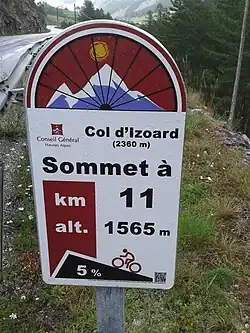 Conseil Général
Hautes Alpes
Col d'Izoard
(2360 m)
Sommet à
km 11
alt. 1565 m
5 %